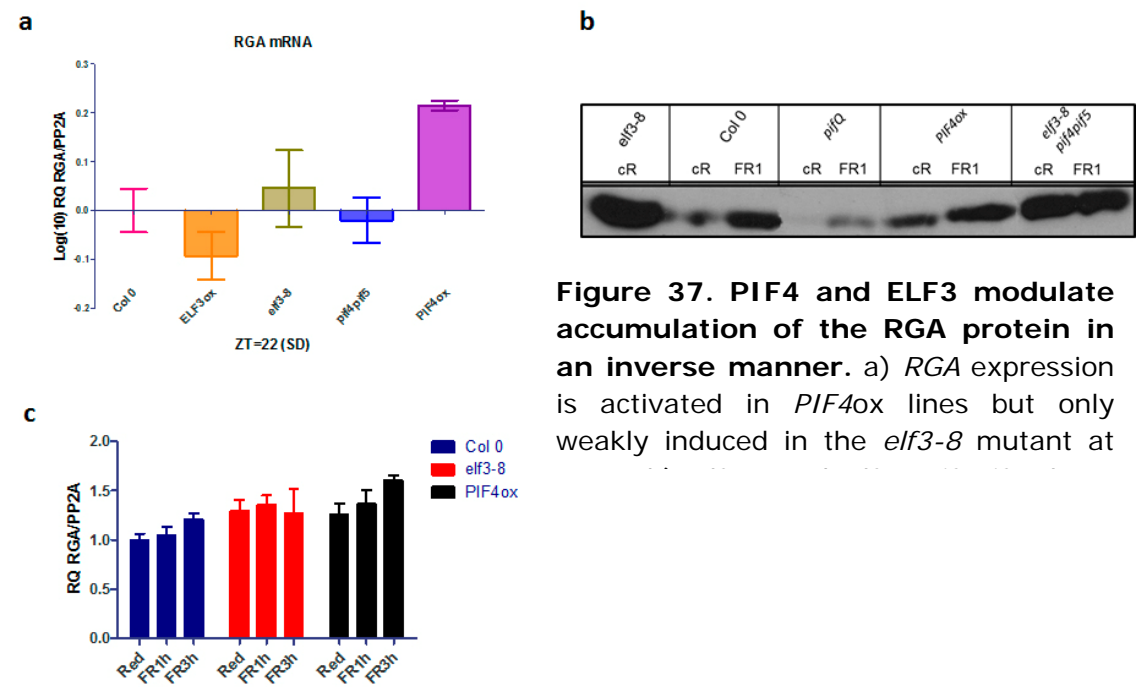 a
RGA mRNA
Log(10) RQ RGA/PP2A
0.3
0.2
0.1
0.0
-0.1
-0.2
Col 0
ELF3ox
elf3-8
pif4pif5
PIF4ox
ZT=22 (SD)
b
elf3-8
Col 0
pifQ
PIF4ox
elf3-8
pif4pif5
cR
cR FR1
cR FR1
cR FR1
cR FR1
Figure 37. PIF4 and ELF3 modulate
accumulation of the RGA protein in
an inverse manner. a) RGA expression
is activated in PIF4ox lines but only
weakly induced in the elf3-8 mutant at
c
RQ RGA/PP2A
2.0
1.5
1.0
0.5
0.0
Red
FR1h
FR3h
Red
FR1h
FR3h
Red
FR1h
FR3h
Col 0
elf3-8
PIF4ox